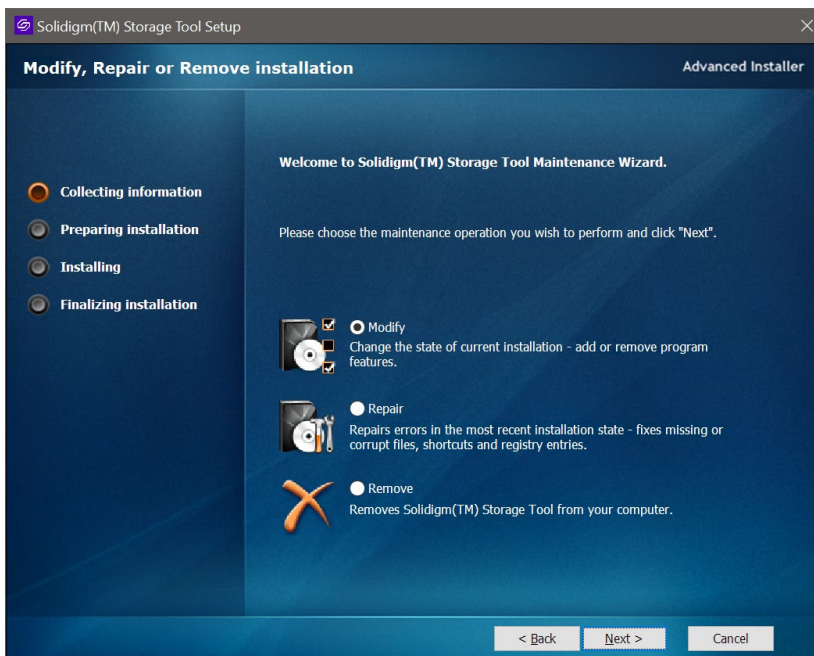 Solidigm(TM) Storage Tool Setup
Modify, Repair or Remove installation
Advanced Installer
Collecting information
Preparing installation
Installing
Finalizing installation
Welcome to Solidigm(TM) Storage Tool Maintenance Wizard.
Please choose the maintenance operation you wish to perform and click "Next".
Modify
Change the state of current installation - add or remove program
features.
Repair
Repairs errors in the most recent installation state - fixes missing or
corrupt files, shortcuts and registry entries.
Remove
Removes Solidigm(TM) Storage Tool from your computer.
< Back
Next >
Cancel